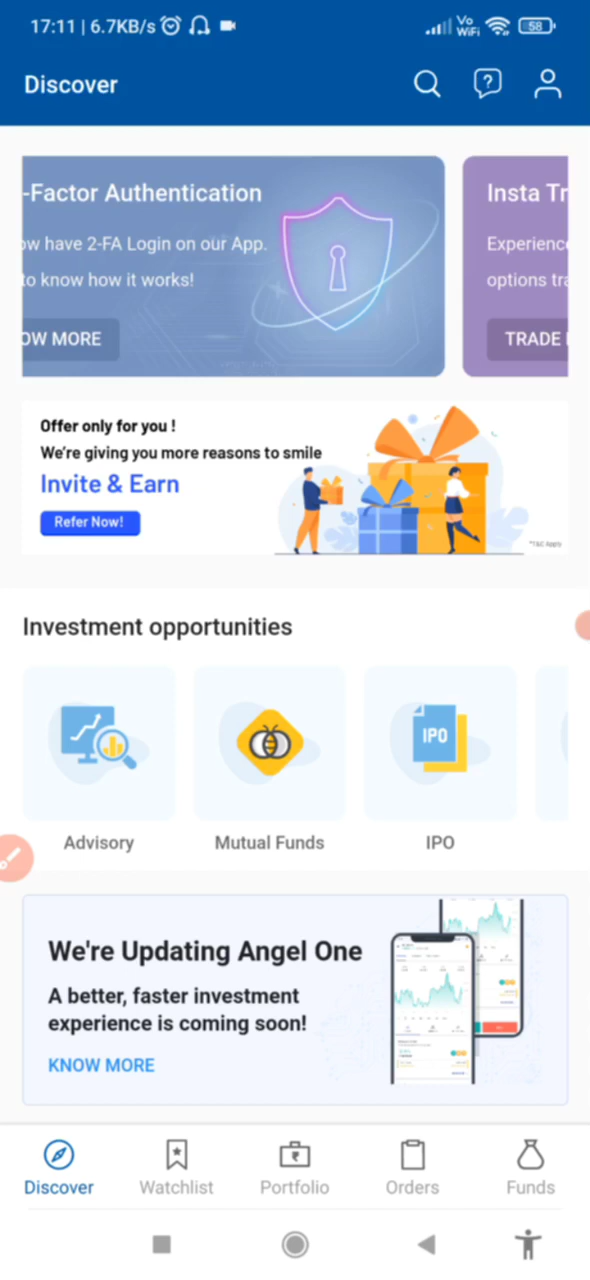 17:11 | 6.7KB/s
Vo
WiFi
58
Discover
-Factor Authentication
ow have 2-FA Login on our App.
to know how it works!
OW MORE
Insta Tr
Experience
options tra
TRADE
Offer only for you !
We're giving you more reasons to smile
Invite & Earn
Refer Now!
*T&C Apply
Investment opportunities
IPO
Advisory
Mutual Funds
IPO
We're Updating Angel One
A better, faster investment
experience is coming soon!
KNOW MORE
Discover
Watchlist
Portfolio
Orders
Funds